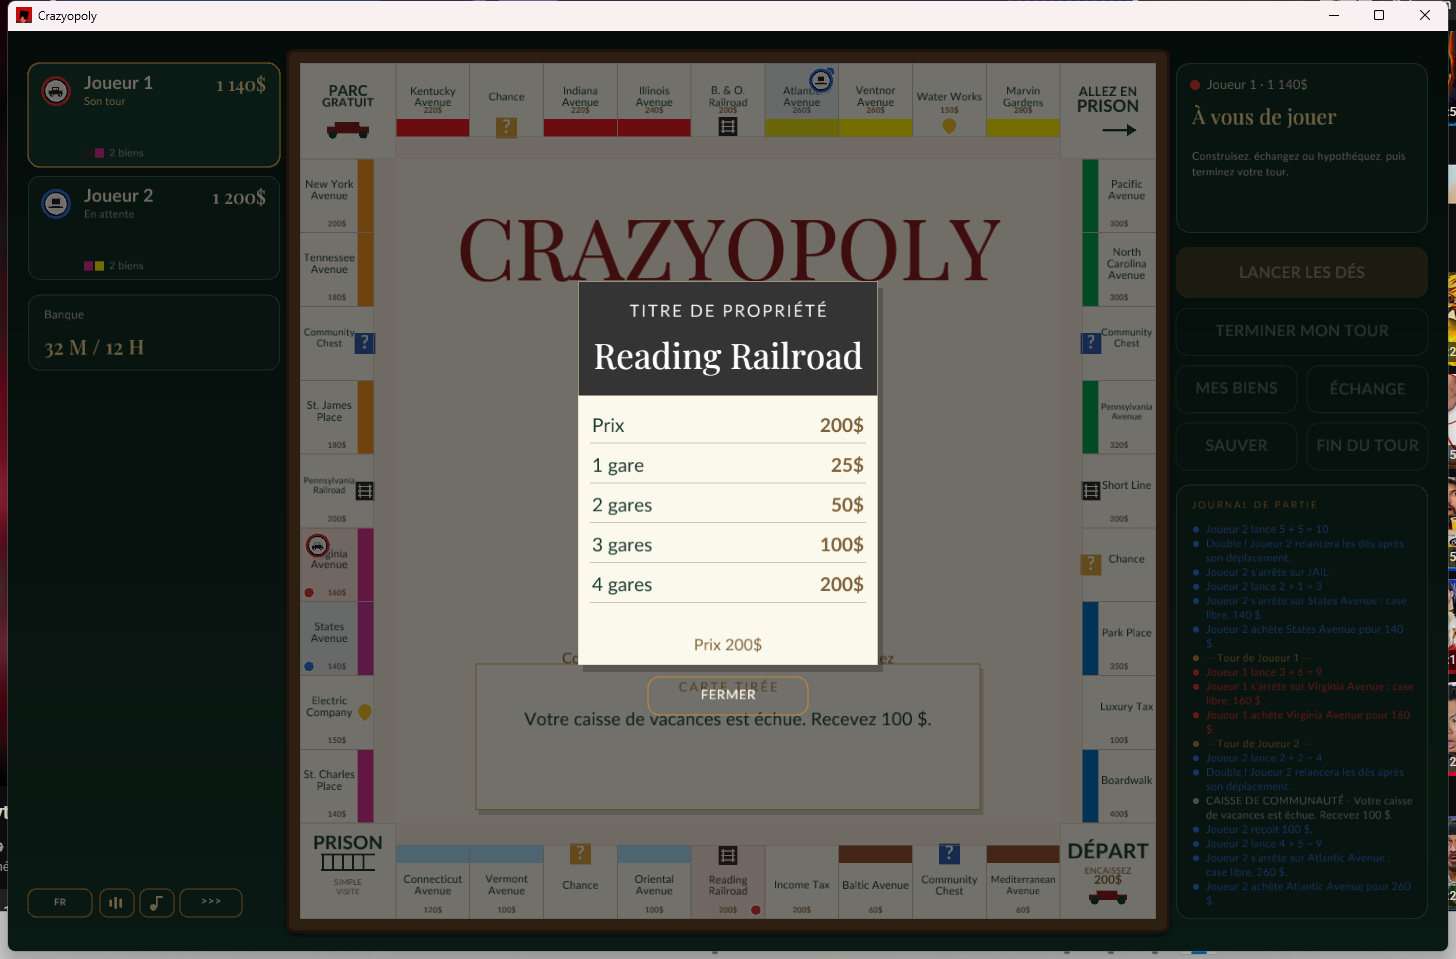 Crazyopoly
Joueur 1
1 140$
Son tour
2 biens
Joueur 2
1 200$
En attente
2 biens
Banque
32 M / 12 H
FR
>>>
PARC
GRATUIT
Kentucky
Avenue
220$
Chance
?
Indiana
Avenue
220$
Illinois
Avenue
240$
B. & O.
Railroad
200$
Avenue
260$
Ventnor
Avenue
260$
Water Works
150$
Marvin
Gardens
280$
ALLEZ EN
PRISON
New York
Avenue
200$
Tennessee
Avenue
180$
Community
Chest
?
St. James
Place
180$
Pennsylvania
Railroad
200$
ginia
Avenue
160$
States
Avenue
140$
Electric
Company
150$
St. Charles
Place
140$
PRISON
SIMPLE
VISITE
Connecticut
Avenue
120$
Vermont
Avenue
100$
?
Chance
Oriental
Avenue
100$
Reading
Railroad
200$
Income Tax
200$
Baltic Avenue
60$
?
Community
Chest
Mediterranean
Avenue
60$
DÉPART
ENCAISSEZ
200$
Pacific
Avenue
300$
North
Carolina
Avenue
300$
?
Community
Chest
Pennsylvania
Avenue
320$
Short Line
200$
?
Chance
Park Place
350$
Luxury Tax
100$
Boardwalk
400$
CRAZYOPOLY
TITRE DE PROPRIÉTÉ
Reading Railroad
Prix 200$
1 gare 25$
2 gares 50$
3 gares 100$
4 gares 200$
Prix 200$
Co
ez
CARTE TIRÉE
FERMER
Votre caisse de vacances est échue. Recevez 100 $.
Joueur 1 · 1 140$
À vous de jouer
Construisez, échangez ou hypothéquez, puis
terminez votre tour.
LANCER LES DÉS
TERMINER MON TOUR
MES BIENS
ÉCHANGE
SAUVER
FIN DU TOUR
JOURNAL DE PARTIE
Joueur 2 lance 5 + 5 = 10
Double ! Joueur 2 relancera les dés après
son déplacement.
Joueur 2 s'arrête sur JAIL.
Joueur 2 lance 2 + 1 = 3
Joueur 2 s'arrête sur States Avenue : case
libre, 140 $.
Joueur 2 achète States Avenue pour 140
$.
-- Tour de Joueur 1 --
Joueur 1 lance 3 + 6 = 9
Joueur 1 s'arrête sur Virginia Avenue : case
libre, 160 $.
Joueur 1 achète Virginia Avenue pour 160
$.
-- Tour de Joueur 2 --
Joueur 2 lance 2 + 2 = 4
Double ! Joueur 2 relancera les dés après
son déplacement.
CAISSE DE COMMUNAUTÉ - Votre caisse
de vacances est échue. Recevez 100 $.
Joueur 2 reçoit 100 $.
Joueur 2 lance 4 + 5 = 9
Joueur 2 s'arrête sur Atlantic Avenue :
case libre, 260 $.
Joueur 2 achète Atlantic Avenue pour 260
$.